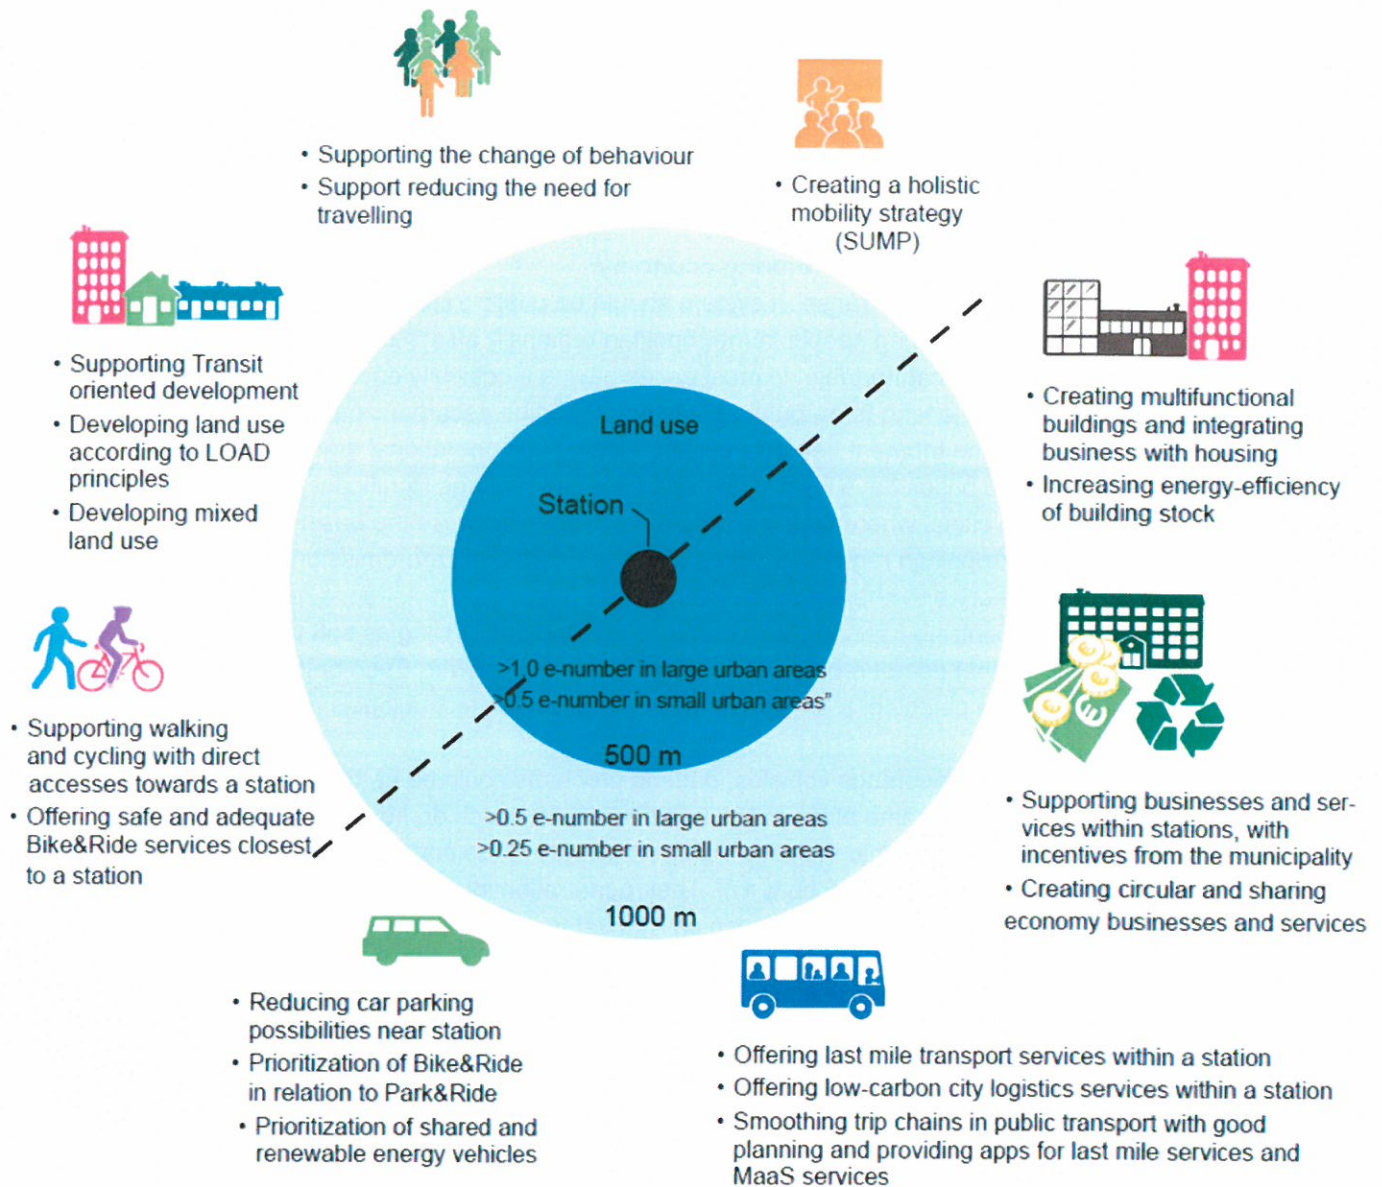 • Supporting the change of behaviour
• Support reducing the need for
travelling
• Creating a holistic
mobility strategy
(SUMP)
• Supporting Transit
oriented development
• Developing land use
according to LOAD
principles
• Developing mixed
land use
• Creating multifunctional
buildings and integrating
business with housing
• Increasing energy-efficiency
of building stock
Land use
Station
>1.0 e-number in large urban areas
>0.5 e-number in small urban areas”
500 m
>0.5 e-number in large urban areas
>0.25 e-number in small urban areas
1000 m
• Supporting walking
and cycling with direct
accesses towards a station
• Offering safe and adequate
Bike&Ride services closest
to a station
€
€
€
€
• Supporting businesses and ser-
vices within stations, with
incentives from the municipality
• Creating circular and sharing
economy businesses and services
• Reducing car parking
possibilities near station
• Prioritization of Bike&Ride
in relation to Park&Ride
• Prioritization of shared and
renewable energy vehicles
• Offering last mile transport services within a station
• Offering low-carbon city logistics services within a station
• Smoothing trip chains in public transport with good
planning and providing apps for last mile services and
MaaS services